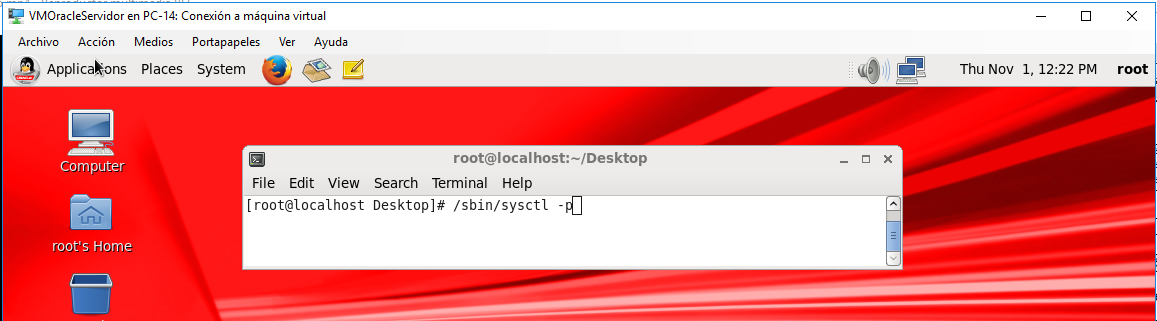 VMOracleServidor en PC-14: Conexión a máquina virtual
Archivo Acción Medios Portapapeles Ver Ayuda
Applications Places System Thu Nov 1, 12:22 PM root
Computer
root's Home
root@localhost:~/Desktop
File Edit View Search Terminal Help
[root@localhost Desktop]# /sbin/sysctl -p